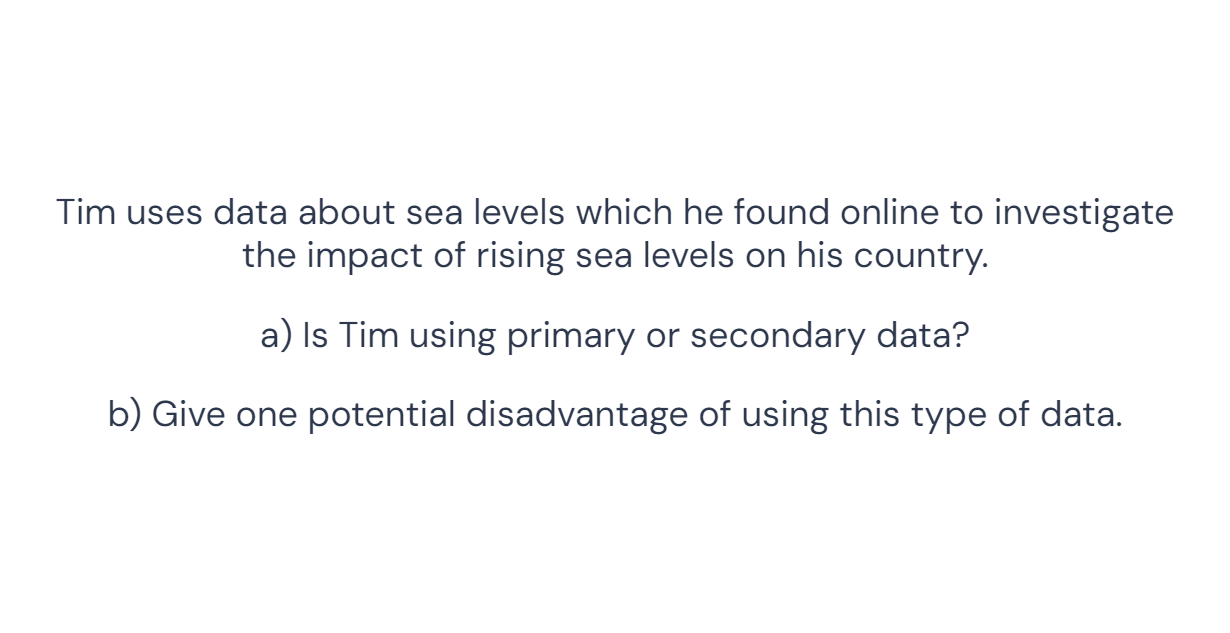 Tim uses data about sea levels which he found online to investigate
the impact of rising sea levels on his country.
a) Is Tim using primary or secondary data?
b) Give one potential disadvantage of using this type of data.